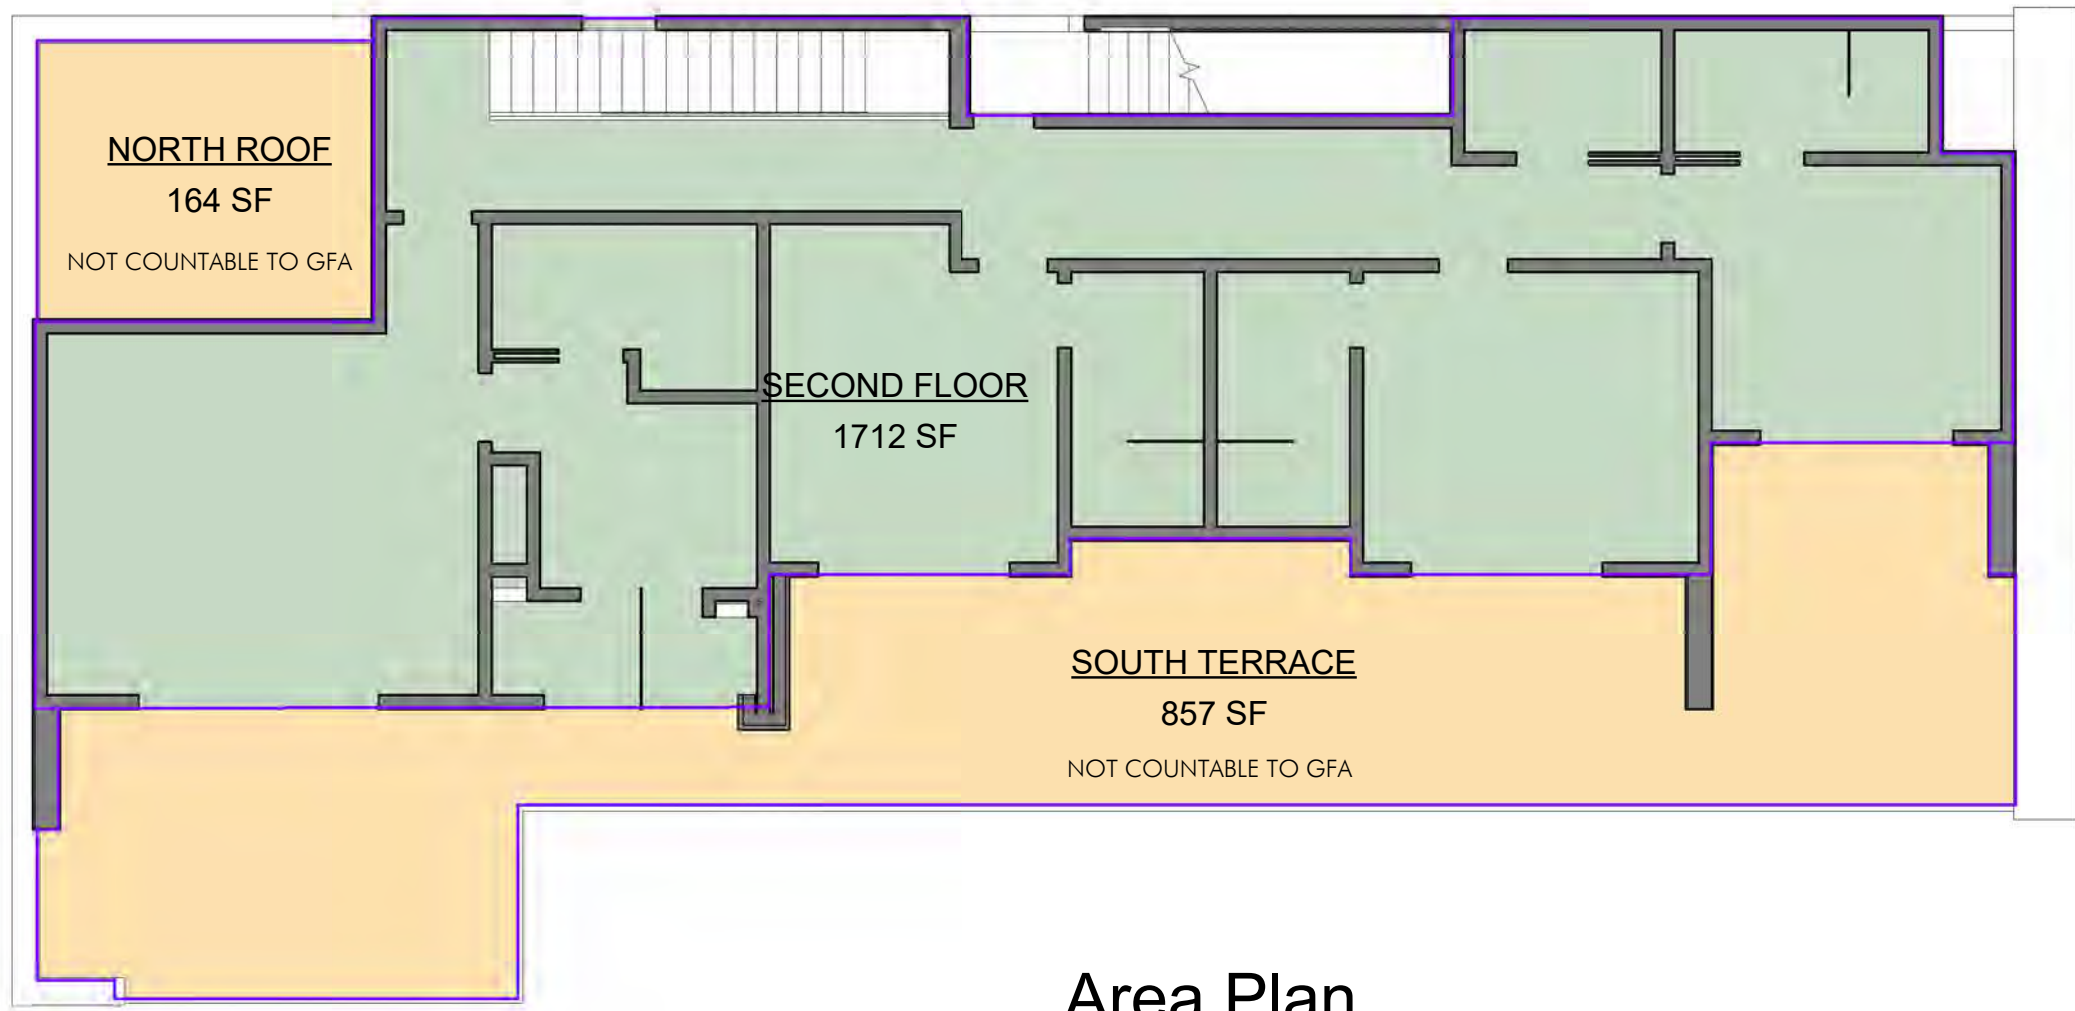 NORTH ROOF
164 SF
NOT COUNTABLE TO GFA
SECOND FLOOR
1712 SF
SOUTH TERRACE
857 SF
NOT COUNTABLE TO GFA
Area Plan